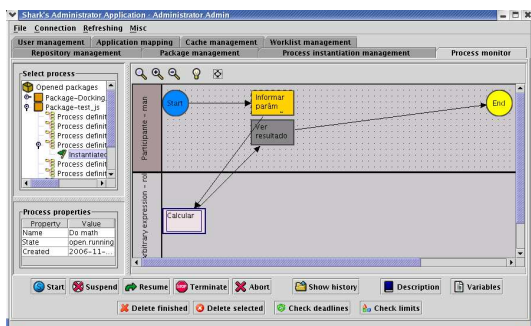 Shark's Administrator Application - Administrator Admin
File Connection Refreshing Misc
User management Application mapping Cache management Worklist management
Repository management Package management Process instantiation management Process monitor
Select process
Opened packages
Package-Docking_
Package-test_js
Process definit
Process definit
Process definit
Process definit
Instantiated
Process definit
Process definit
Process properties
Property Value
Name Do math
State open.running
Created 2006-11-...
Participante - man
Start
Informar
parâm
Ver
resultado
End
Arbitrary expression - rol
Calcular
Start Suspend Resume Terminate Abort Show history Description Variables
Delete finished Delete selected Check deadlines Check limits